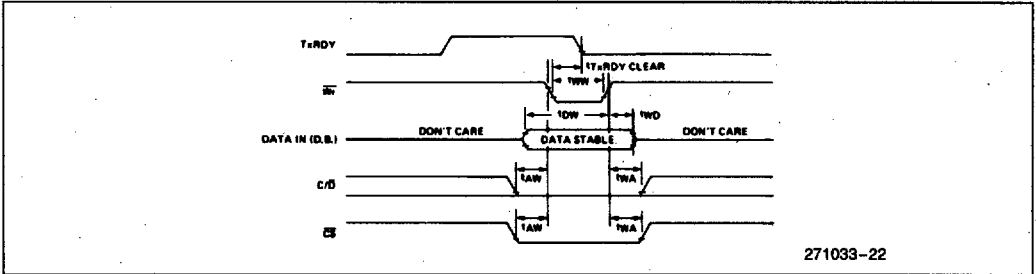 TxRDY
tTxRDY CLEAR
tWW
WR
tDW
tWD
DATA IN (D.B.)
DON'T CARE
DATA STABLE
DON'T CARE
tAW
tWA
C/D
tAW
tWA
CS
271033-22